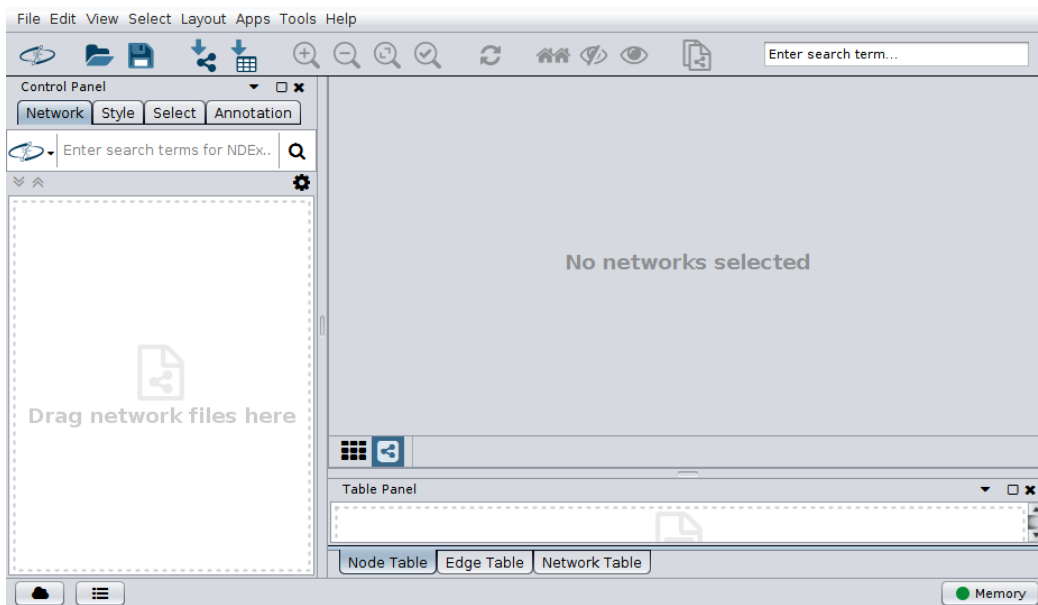 File Edit View Select Layout Apps Tools Help
Enter search term...
Control Panel
Network Style Select Annotation
Enter search terms for NDEx..
No networks selected
Drag network files here
Table Panel
Node Table Edge Table Network Table
Memory